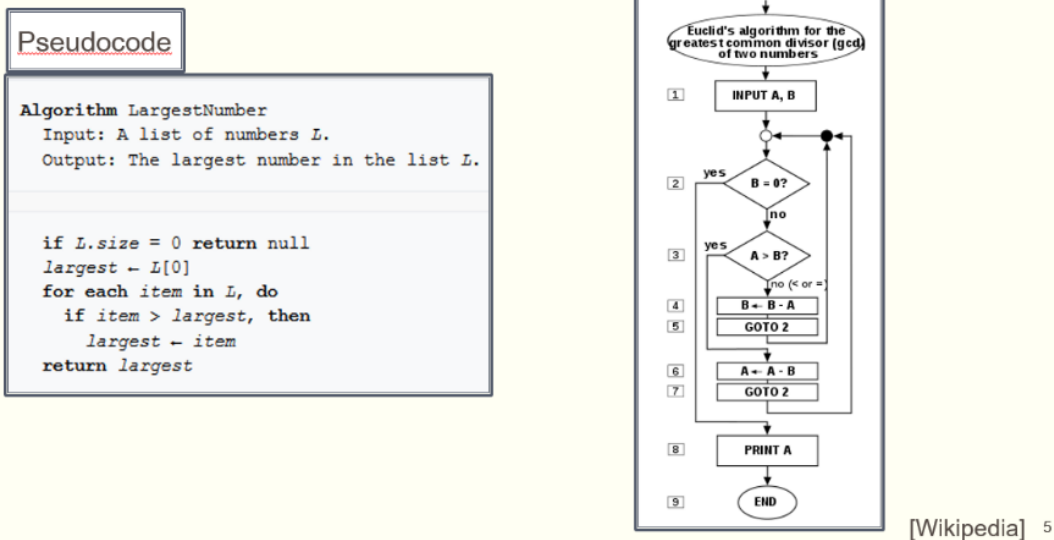 Pseudocode
Algorithm LargestNumber
Input: A list of numbers L.
Output: The largest number in the list L.
if L.size = 0 return null
largest ← L[0]
for each item in L, do
if item > largest, then
largest ← item
return largest
Euclid's algorithm for the
greatest common divisor (gcd)
of two numbers
1 INPUT A, B
2 yes B = 0?
no
3 yes A > B?
no (< or =)
4 B ← B - A
5 GOTO 2
6 A ← A - B
7 GOTO 2
8 PRINT A
9 END
[Wikipedia] 5